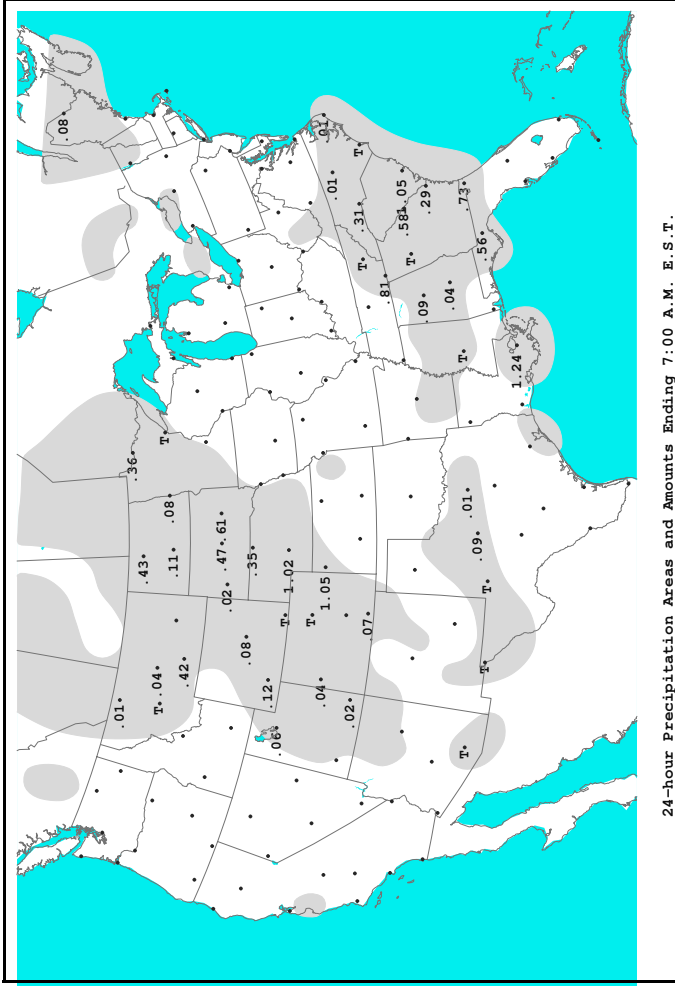 .08
.01
.36
.43
T .04
T
.08
.11
.42
.47 .61
.02
.08
.35
.12
.06
T
1.02
T
.04
.01
1.05
.01
.02
.31
T
T
.07
.81
.58 .05
T
.09
.29
.04
T
T
.73
.01
.09
.56
T
T
1.24
24-hour Precipitation Areas and Amounts Ending 7:00 A.M. E.S.T.